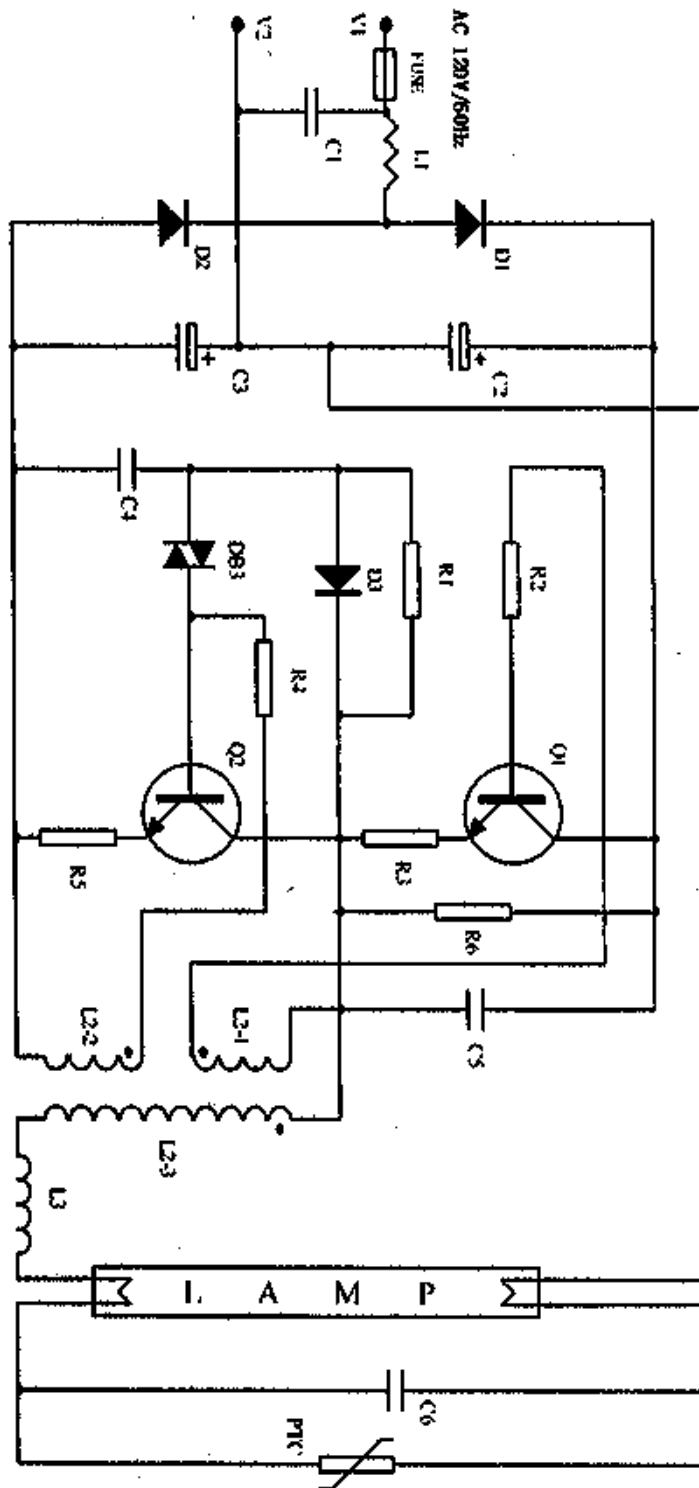 AC 120V/60Hz
V1
V2
FUSE
L1
C1
D1
D2
C2
C3
C4
DB3
D3
R1
R2
R4
Q1
Q2
R3
R5
R6
C5
L2-1
L2-2
L2-3
L3
LAMP
C6
PTC